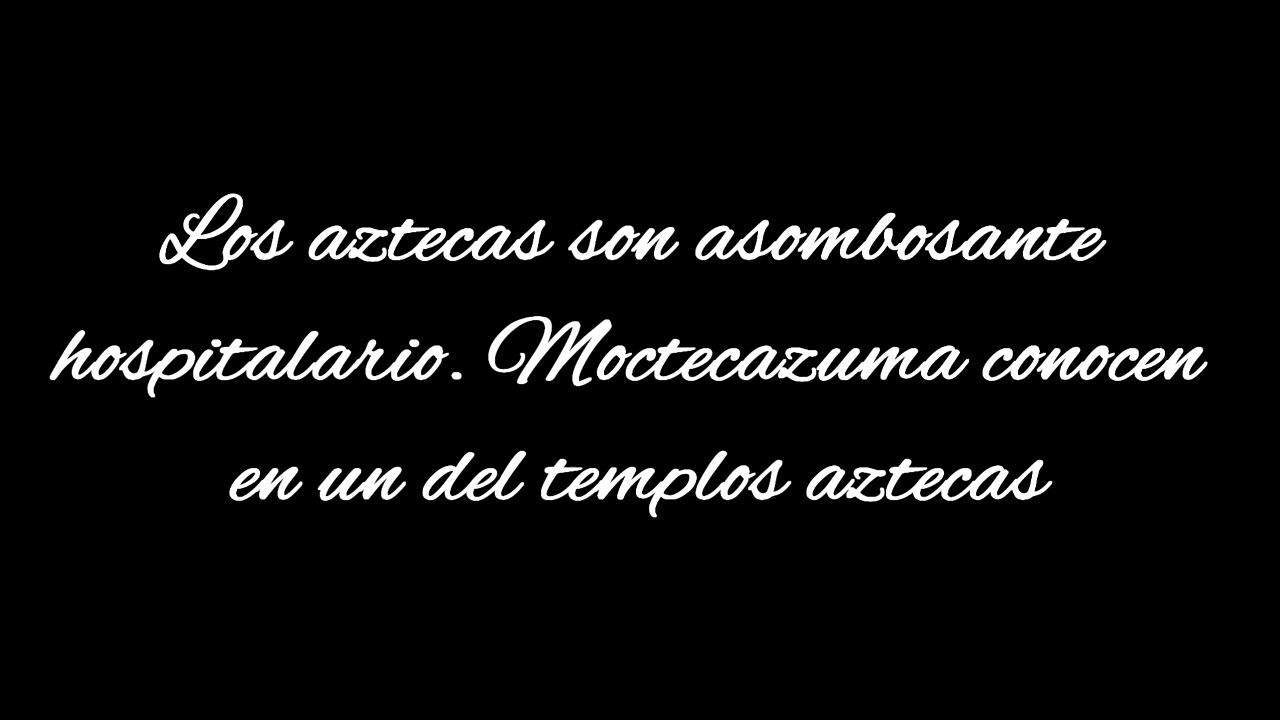 Los aztecas son asombosante
hospitalario. Moctecazuma conocen
en un del templos aztecas